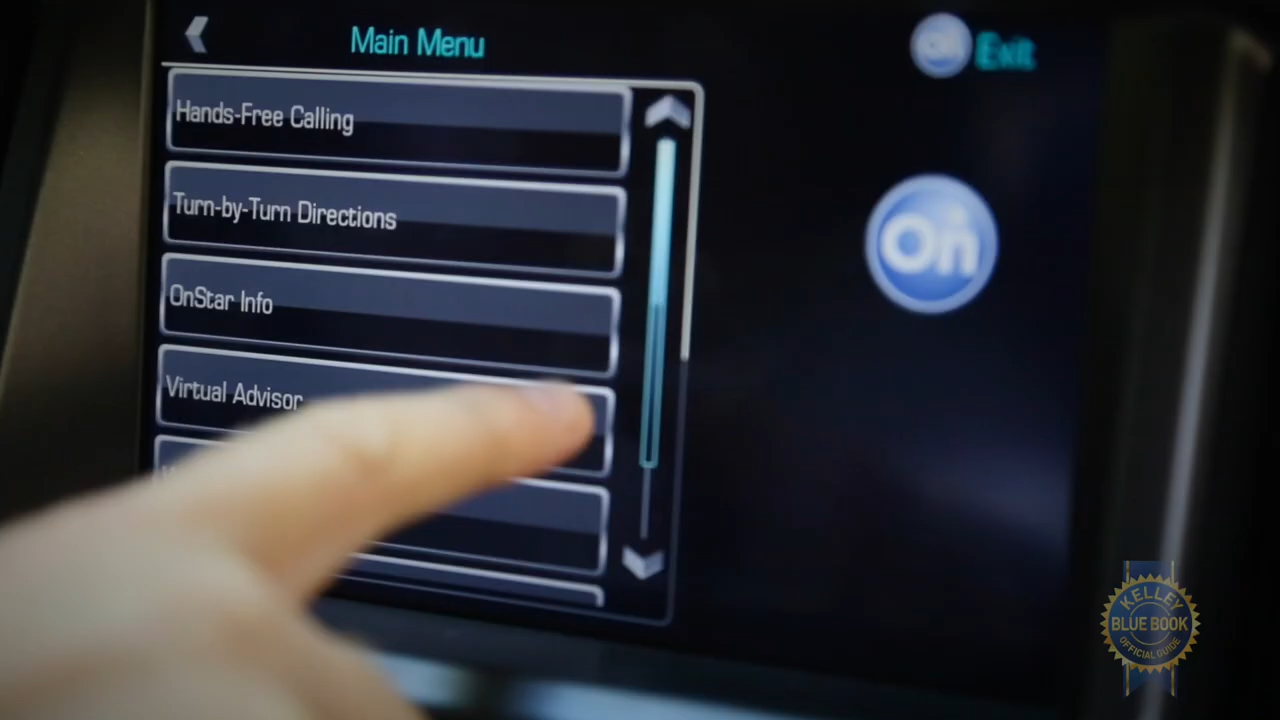 Main Menu
On Exit
Hands-Free Calling
Turn-by-Turn Directions
On
OnStar Info
Virtual Advisor
KELLEY
BLUE BOOK
OFFICIAL GUIDE